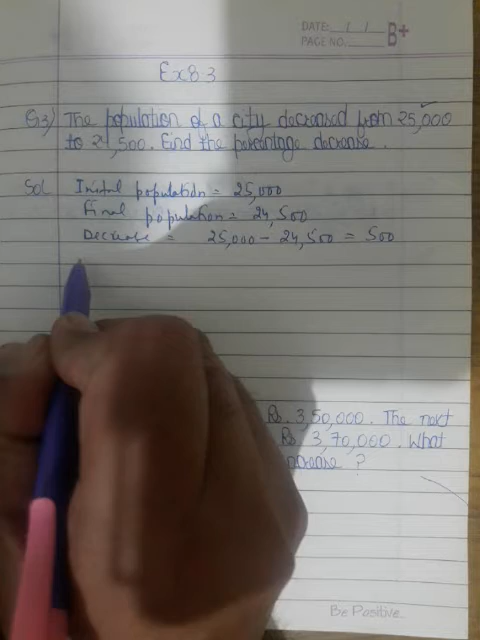 DATE: / /
PAGE NO.:
B+
Ex 8.3
Q3) The population of a city decreased from 25,000
to 24,500. Find the percentage decrease.
Sol. Initial population = 25,000
Final population = 24,500
Decrease = 25,000 - 24,500 = 500
Rs. 3,50,000. The next
Rs 3,70,000. What
increase ?
Be Positive